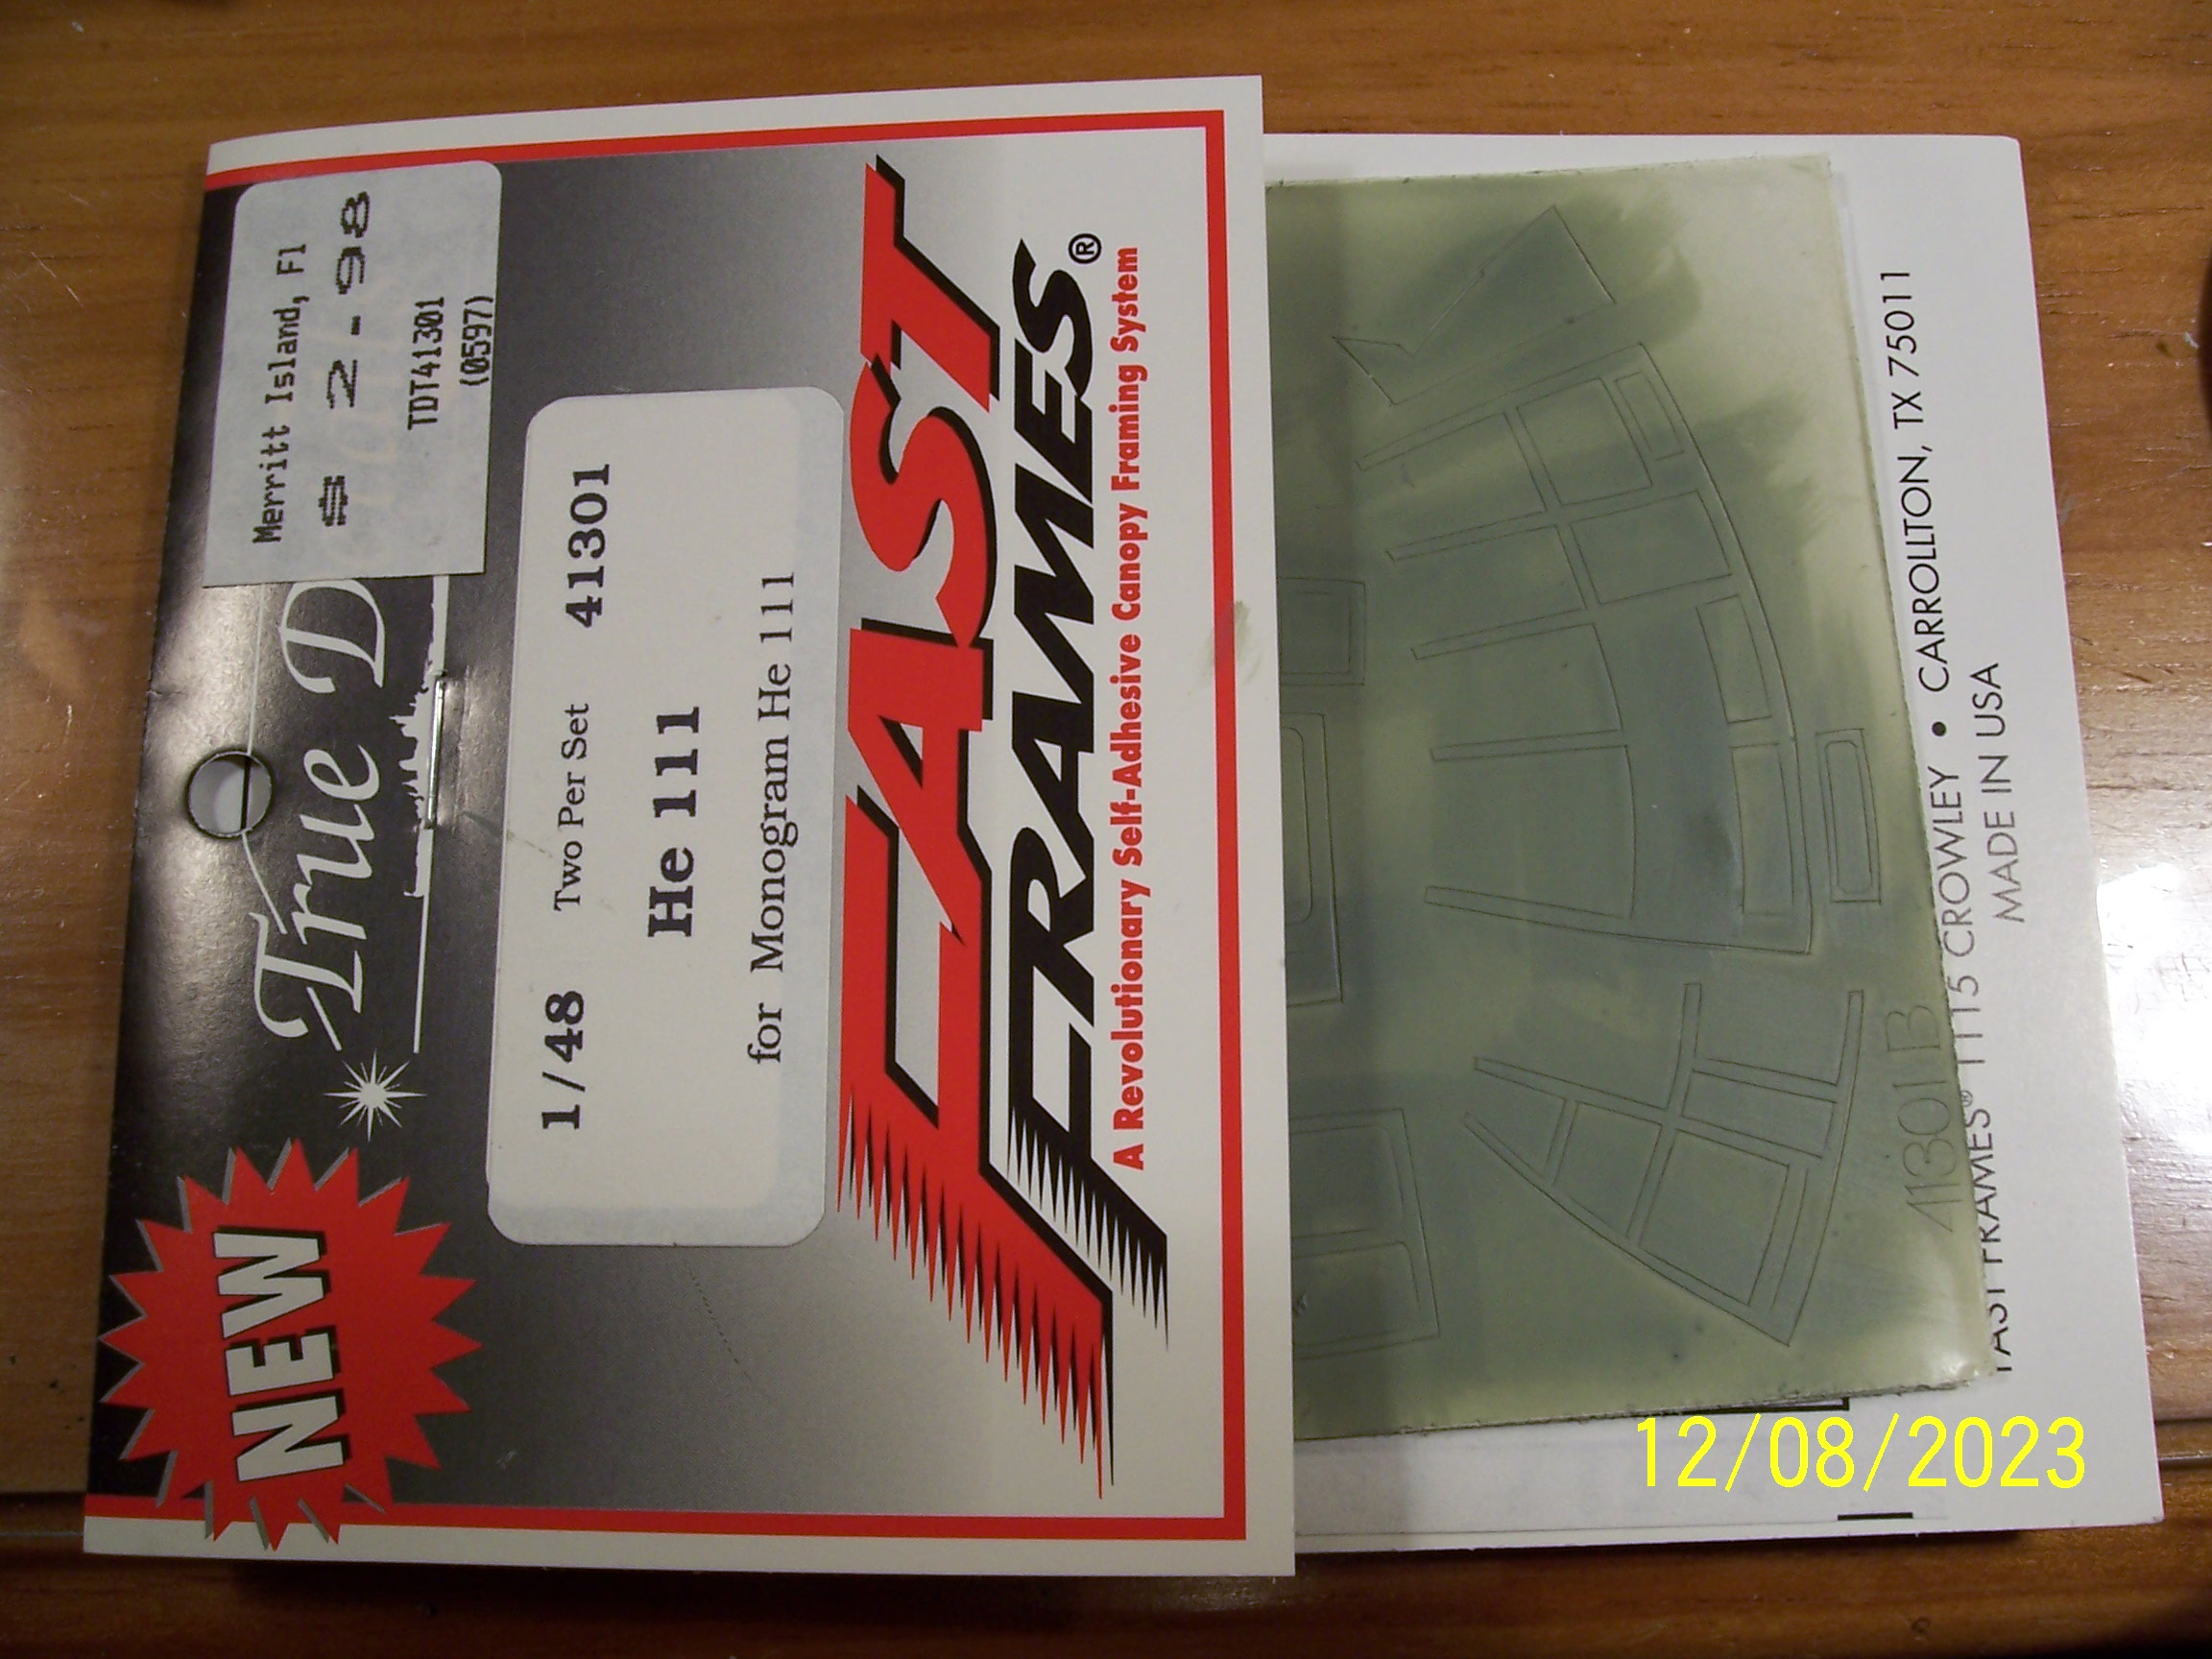 NEW
True D
Merritt Island, Fl
$ 2.98
TDT41301
(0597)
1/48 Two Per Set 41301
He 111
for Monogram He 111
FAST
FRAMES®
A Revolutionary Self-Adhesive Canopy Framing System
41301B
FAST FRAMES® 1115 CROWLEY • CARROLLTON, TX 75011
MADE IN USA
12/08/2023